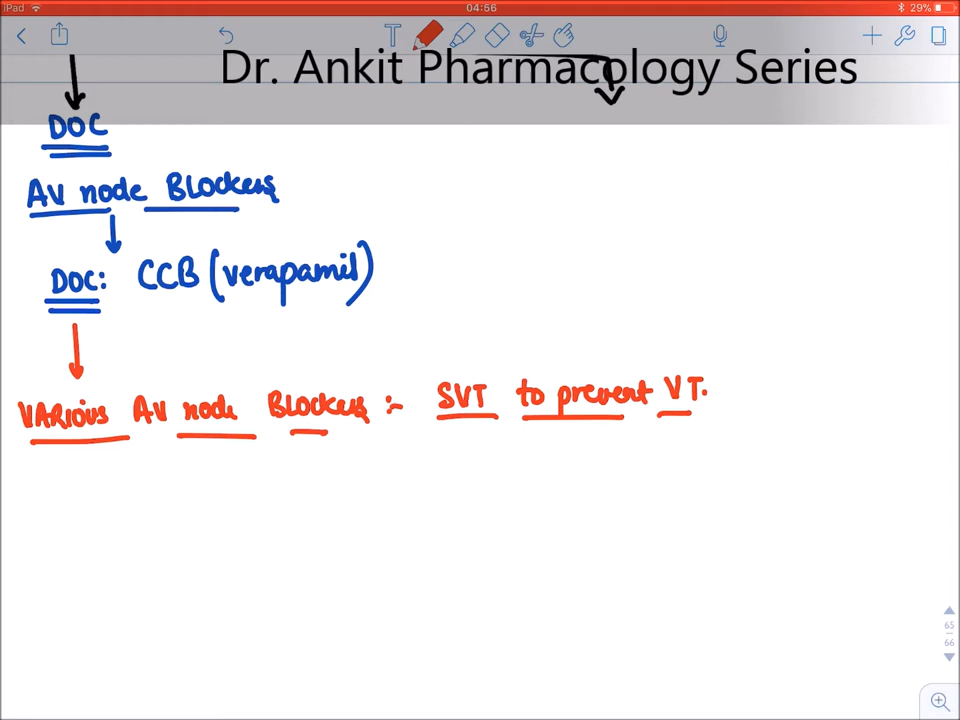 iPad 04:56 29%
T
Dr. Ankit Pharmacology Series
DOC
AV node Blockers
DOC: CCB (verapamil)
VARIOUS AV node Blockers :- SVT to prevent VT.
65
66